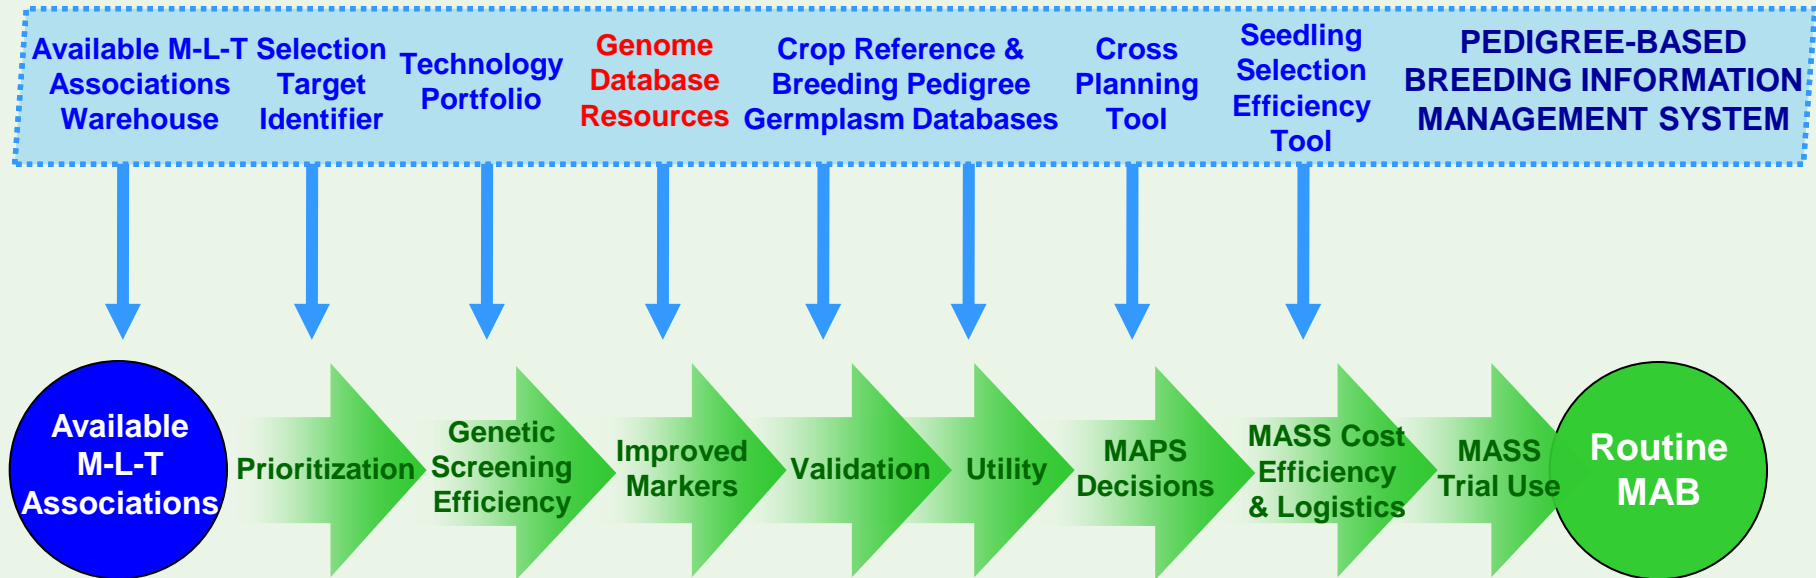 Available M-L-T
Associations
Warehouse
Selection
Target
Identifier
Technology
Portfolio
Genome
Database
Resources
Crop Reference &
Breeding Pedigree
Germplasm Databases
Cross
Planning
Tool
Seedling
Selection
Efficiency
Tool
PEDIGREE-BASED
BREEDING INFORMATION
MANAGEMENT SYSTEM
Available
M-L-T
Associations
Prioritization
Genetic
Screening
Efficiency
Improved
Markers
Validation
Utility
MAPS
Decisions
MASS Cost
Efficiency
& Logistics
MASS
Trial Use
Routine
MAB